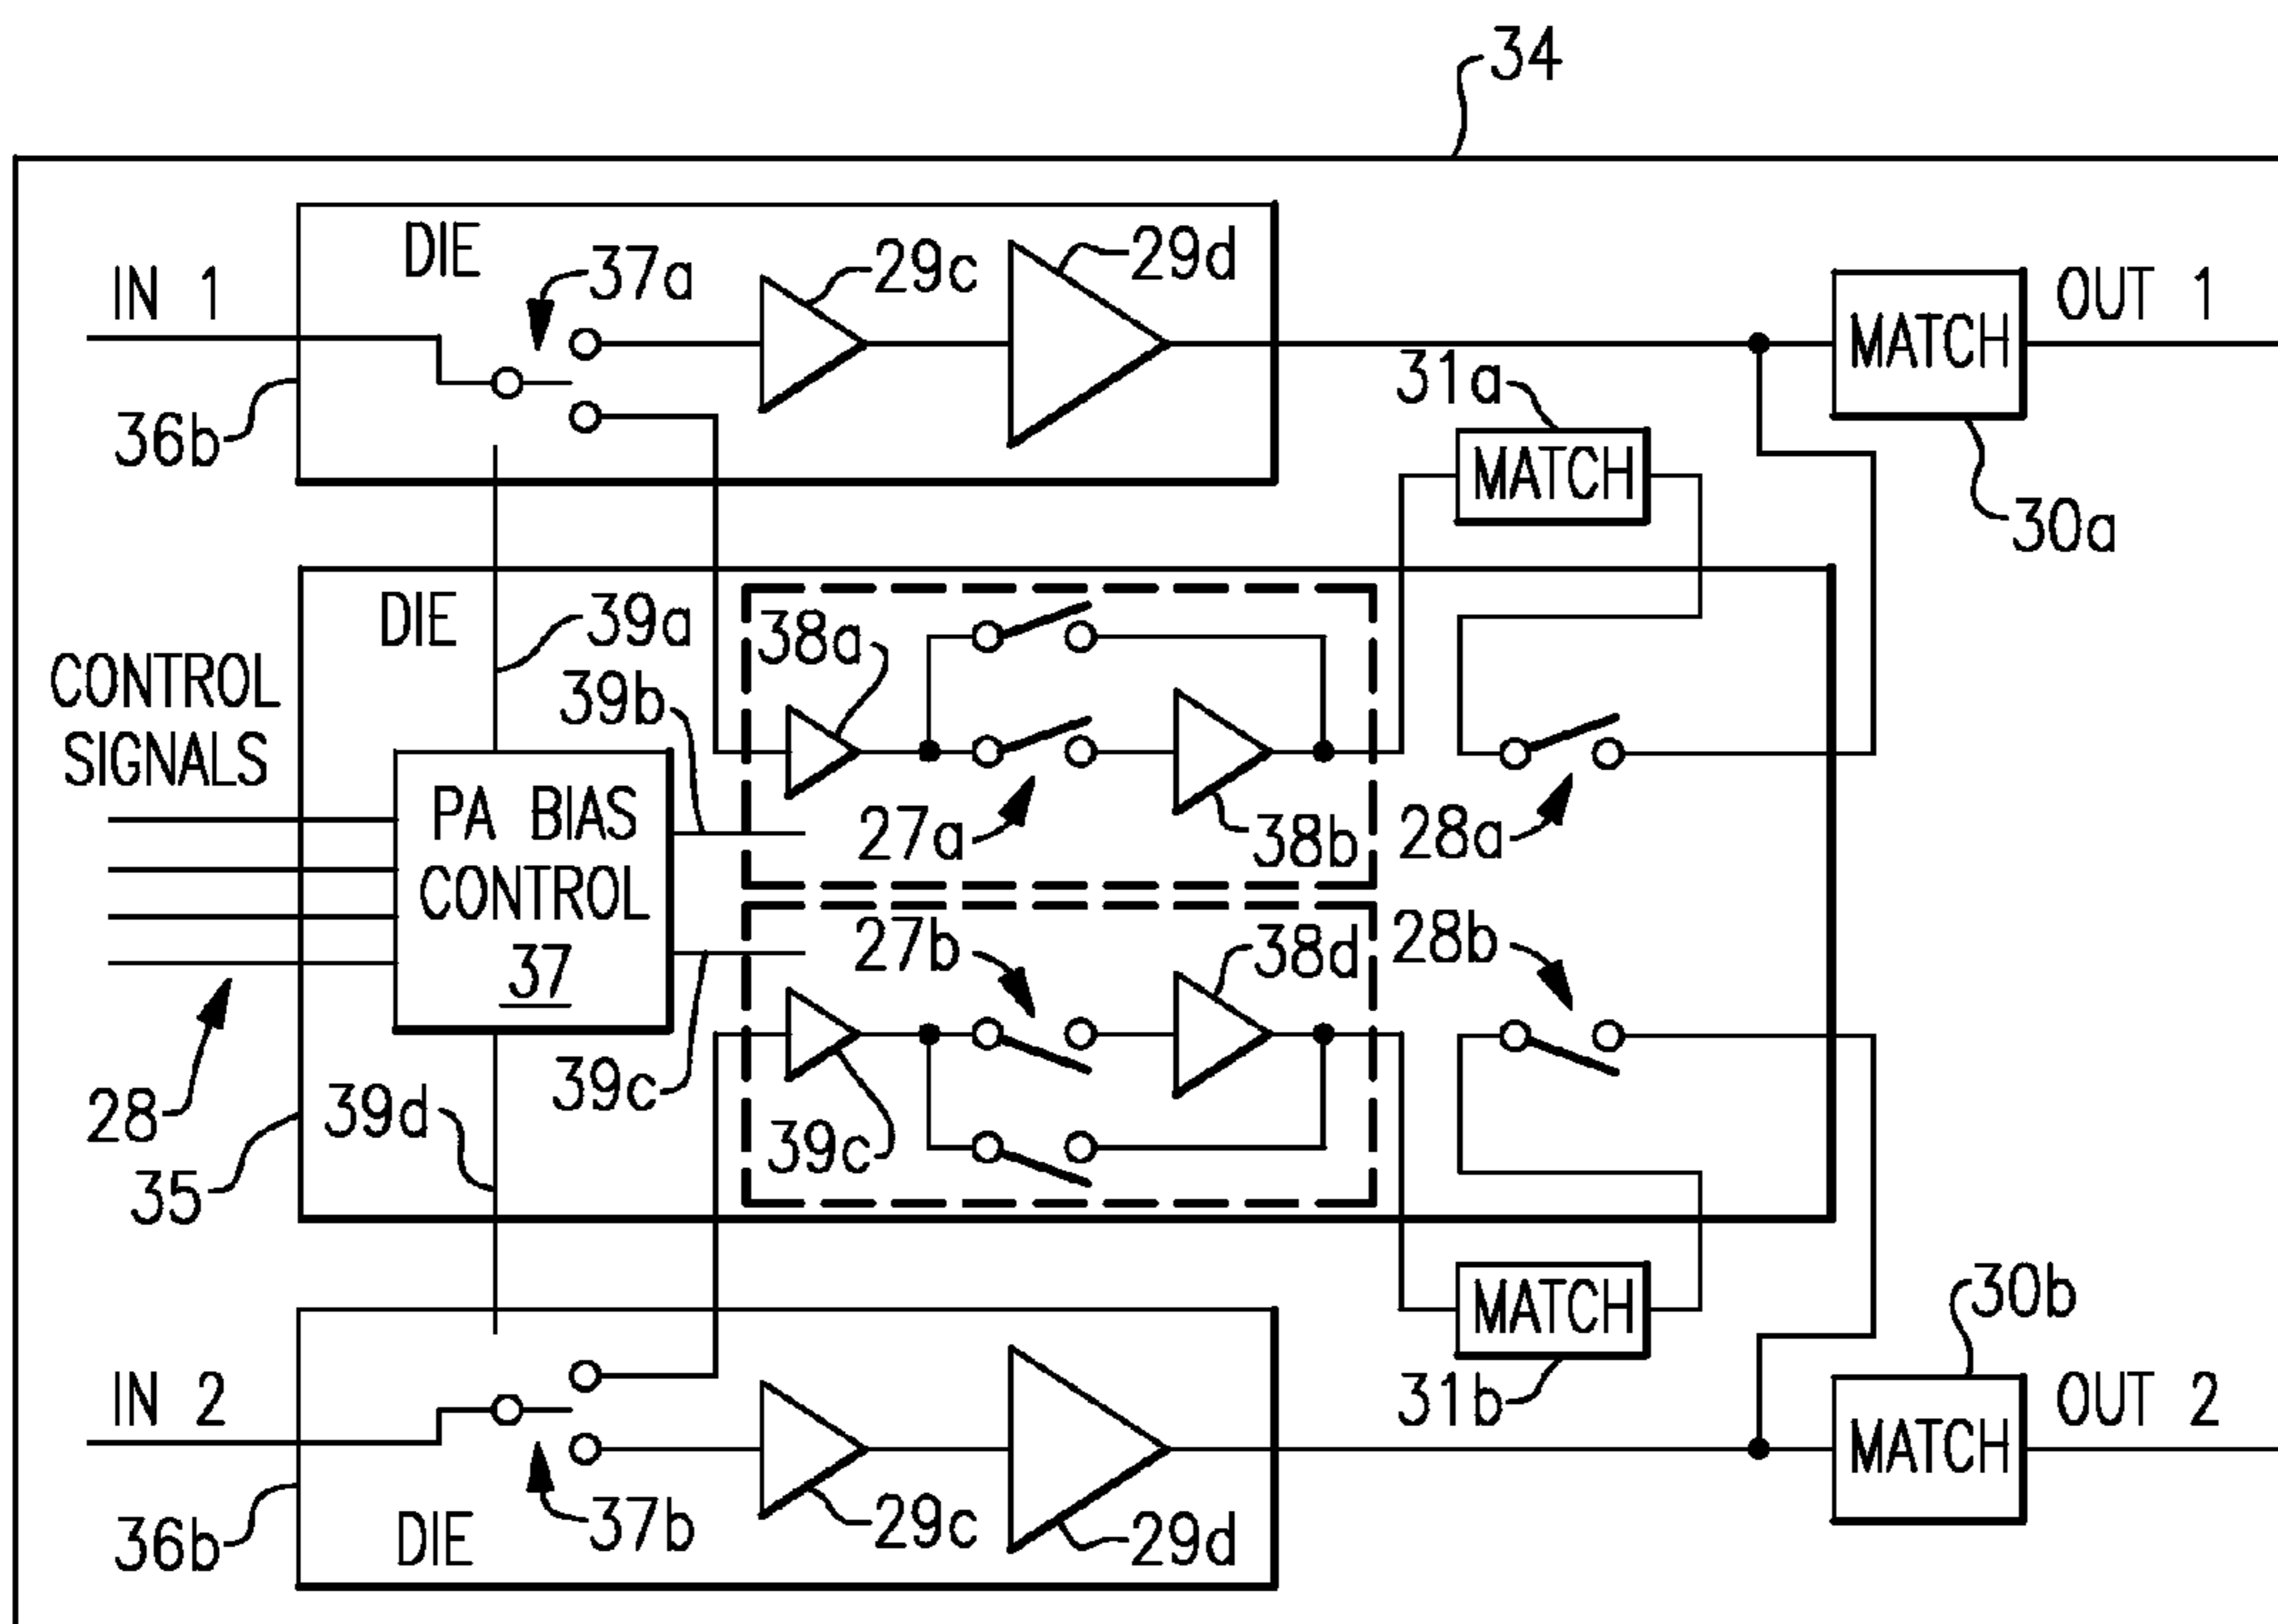 34
DIE
37a
29c
29d
IN 1
OUT 1
MATCH
31a
36b
MATCH
30a
DIE
39a
38a
CONTROL
SIGNALS
39b
PA BIAS
CONTROL
37
27a
38b
28a
27b
38d
28b
28
39d
39c
39c
35
MATCH
30b
IN 2
31b
OUT 2
MATCH
36b
DIE
37b
29c
29d